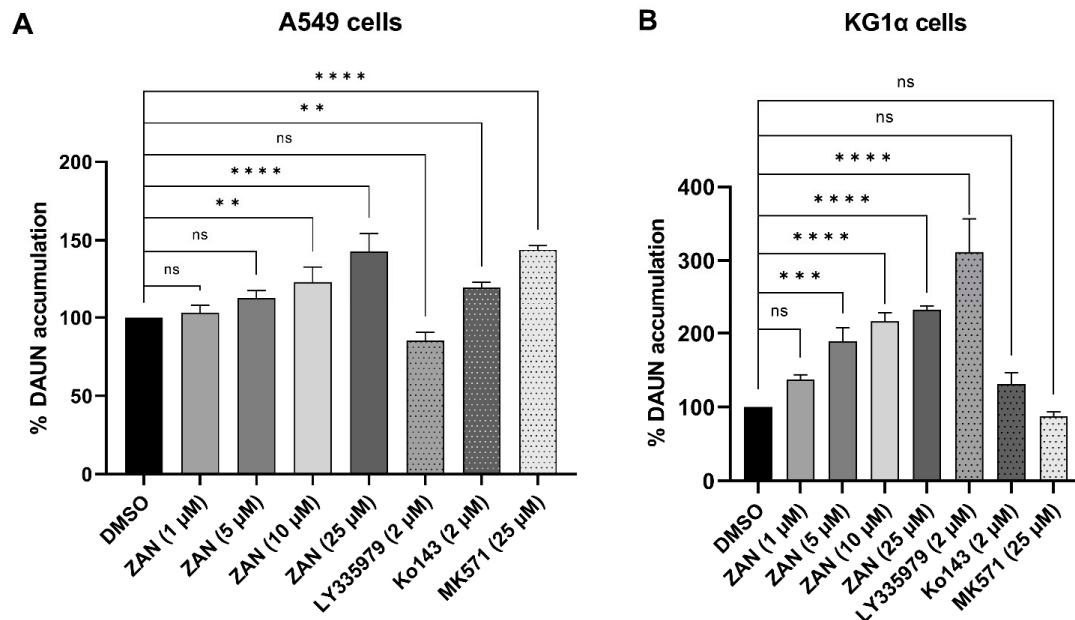 A
A549 cells
* * * *
* *
ns
* * * *
* *
ns
ns
% DAUN accumulation
200
150
100
50
0
DMSO
ZAN (1 µM)
ZAN (5 µM)
ZAN (10 µM)
ZAN (25 µM)
LY335979 (2 µM)
Ko143 (2 µM)
MK571 (25 µM)
B
KG1α cells
ns
ns
* * * *
* * * *
* * * *
* * *
ns
% DAUN accumulation
400
300
200
100
0
DMSO
ZAN (1 µM)
ZAN (5 µM)
ZAN (10 µM)
ZAN (25 µM)
LY335979 (2 µM)
Ko143 (2 µM)
MK571 (25 µM)